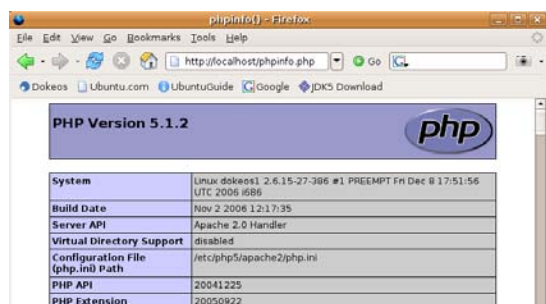 phpinfo() - Firefox
File Edit View Go Bookmarks Tools Help
http://localhost/phpinfo.php Go G
Dokeos Ubuntu.com UbuntuGuide Google JDK5 Download
PHP Version 5.1.2
php
System Linux dokeos1 2.6.15-27-386 #1 PREEMPT Fri Dec 8 17:51:56
UTC 2006 i686
Build Date Nov 2 2006 12:17:35
Server API Apache 2.0 Handler
Virtual Directory Support disabled
Configuration File /etc/php5/apache2/php.ini
(php.ini) Path
PHP API 20041225
PHP Extension 20050922